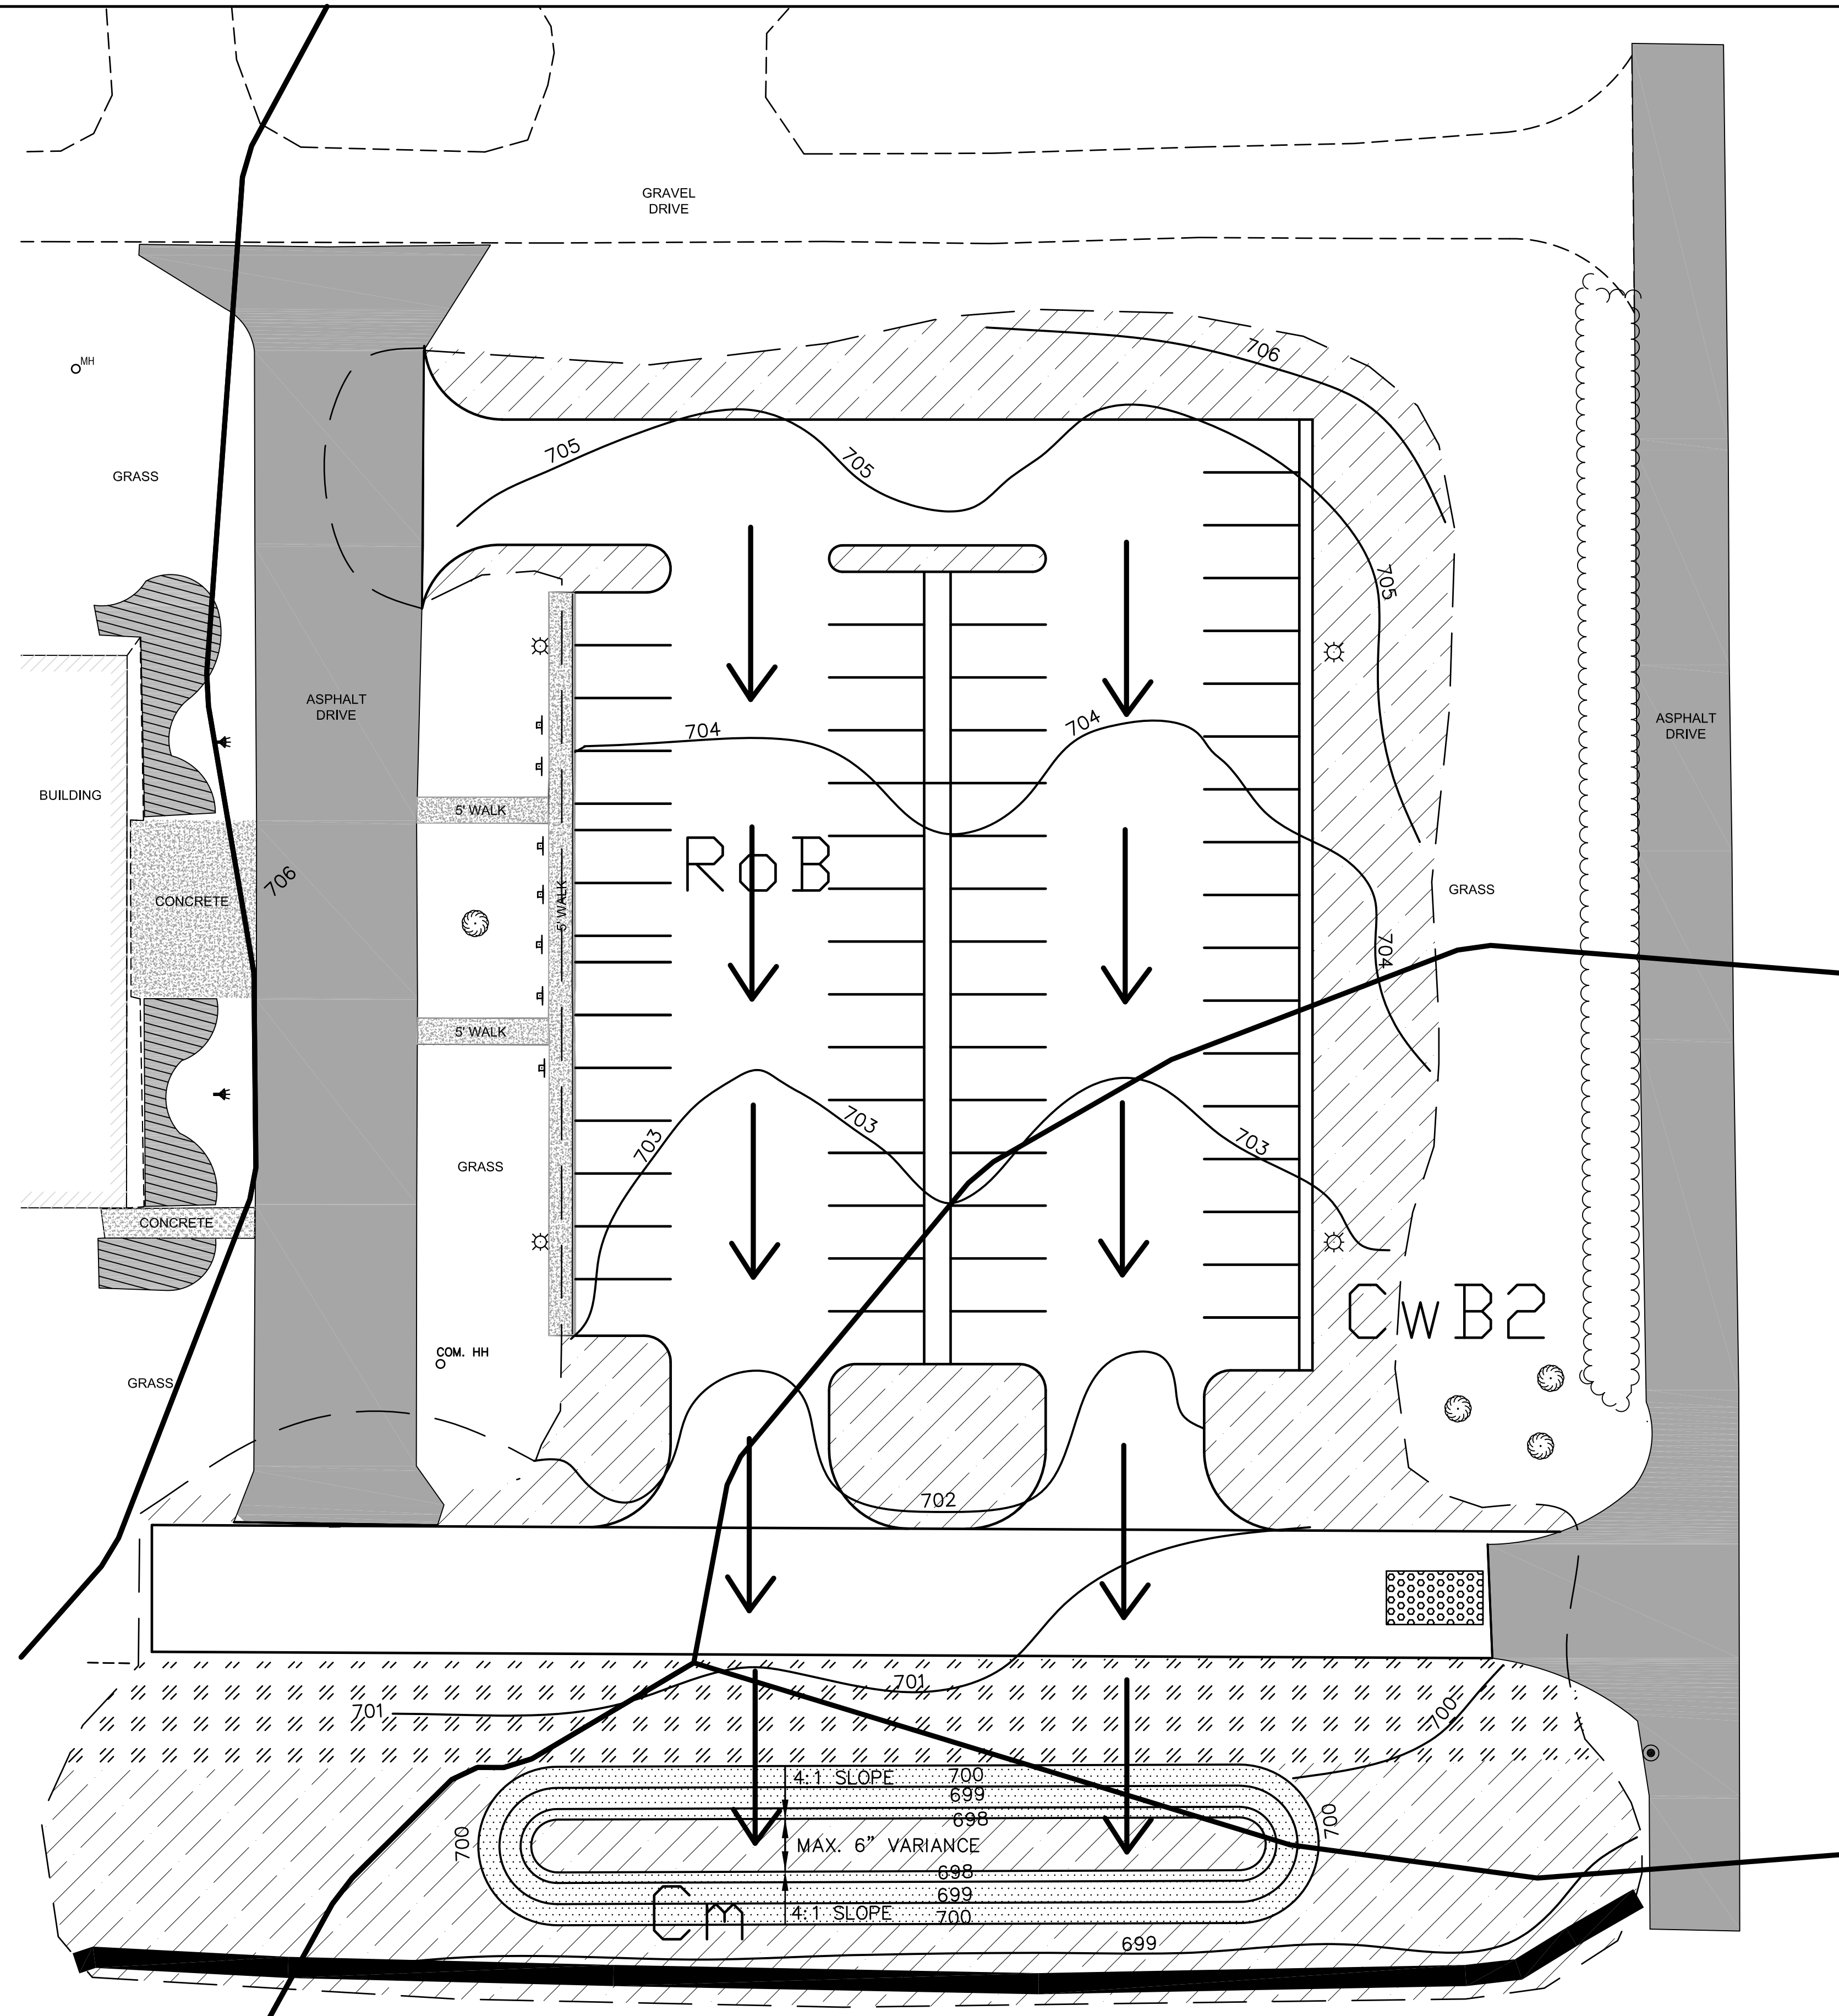 GRAVEL
DRIVE
706
MH
705
705
GRASS
705
ASPHALT
DRIVE
704
704
ASPHALT
DRIVE
BUILDING
5' WALK
RoB
706
CONCRETE
5' WALK
GRASS
704
5' WALK
703
703
703
GRASS
CONCRETE
CwB2
COM. HH
GRASS
702
701
701
700
4:1 SLOPE
700
699
698
700
MAX. 6" VARIANCE
700
698
699
Cm
4:1 SLOPE
700
699